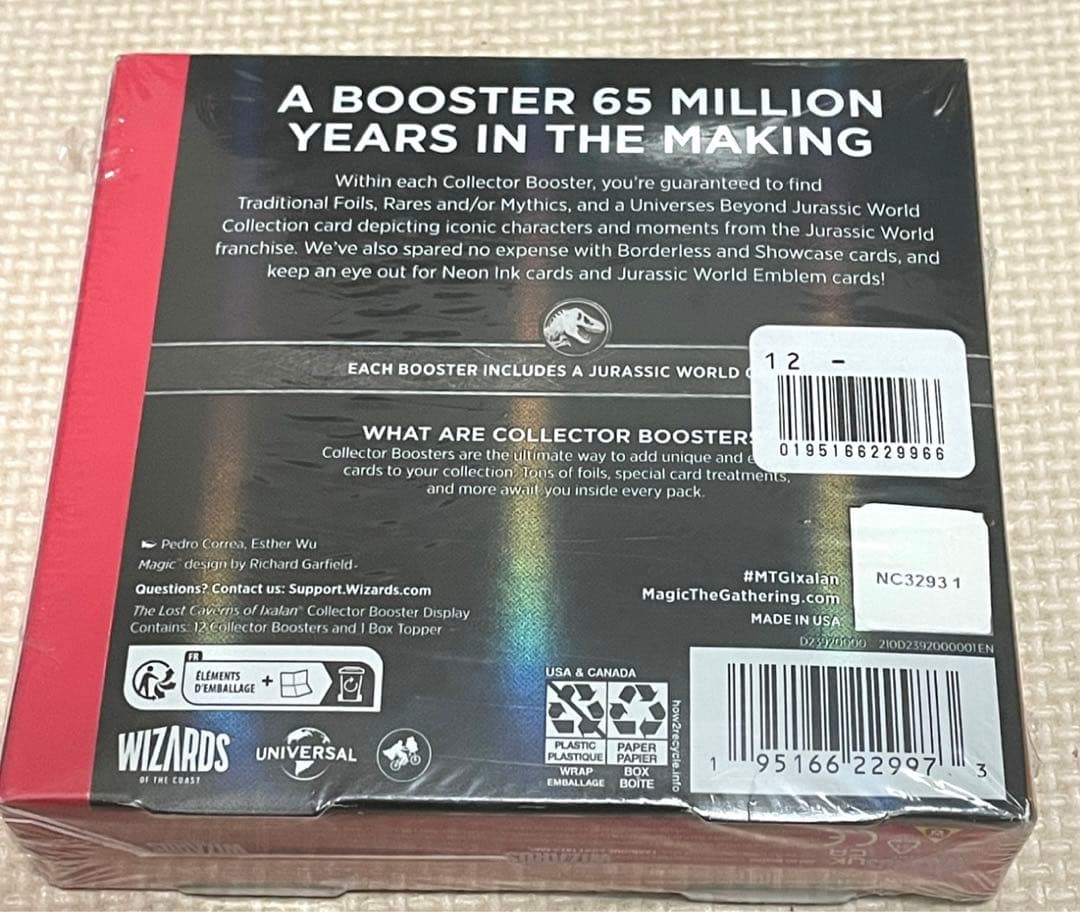 A BOOSTER 65 MILLION
YEARS IN THE MAKING
Within each Collector Booster, you're guaranteed to find
Traditional Foils, Rares and/or Mythics, and a Universes Beyond Jurassic World
Collection card depicting iconic characters and moments from the Jurassic World
franchise. We've also spared no expense with Borderless and Showcase cards, and
keep an eye out for Neon Ink cards and Jurassic World Emblem cards!
EACH BOOSTER INCLUDES A JURASSIC WORLD
12 -
0195166229966
WHAT ARE COLLECTOR BOOSTERS
Collector Boosters are the ultimate way to add unique and
cards to your collection. Tons of foils, special card treatments,
and more await you inside every pack.
Pedro Correa, Esther Wu
Magic™ design by Richard Garfield.
Questions? Contact us: Support.Wizards.com
The Lost Caverns of Ixalan™ Collector Booster Display
Contains: 12 Collector Boosters and 1 Box Topper
#MTGIxalan
MagicTheGathering.com
MADE IN USA
NC3293 1
D23920000 210D2392000001EN
FR
ÉLÉMENTS
D'EMBALLAGE +
WIZARDS
OF THE COAST
UNIVERSAL
USA & CANADA
PLASTIC PLASTIQUE
WRAP EMBALLAGE
PAPER PAPIER
BOX BOÎTE
how2recycle.info
1 95166 22997 3